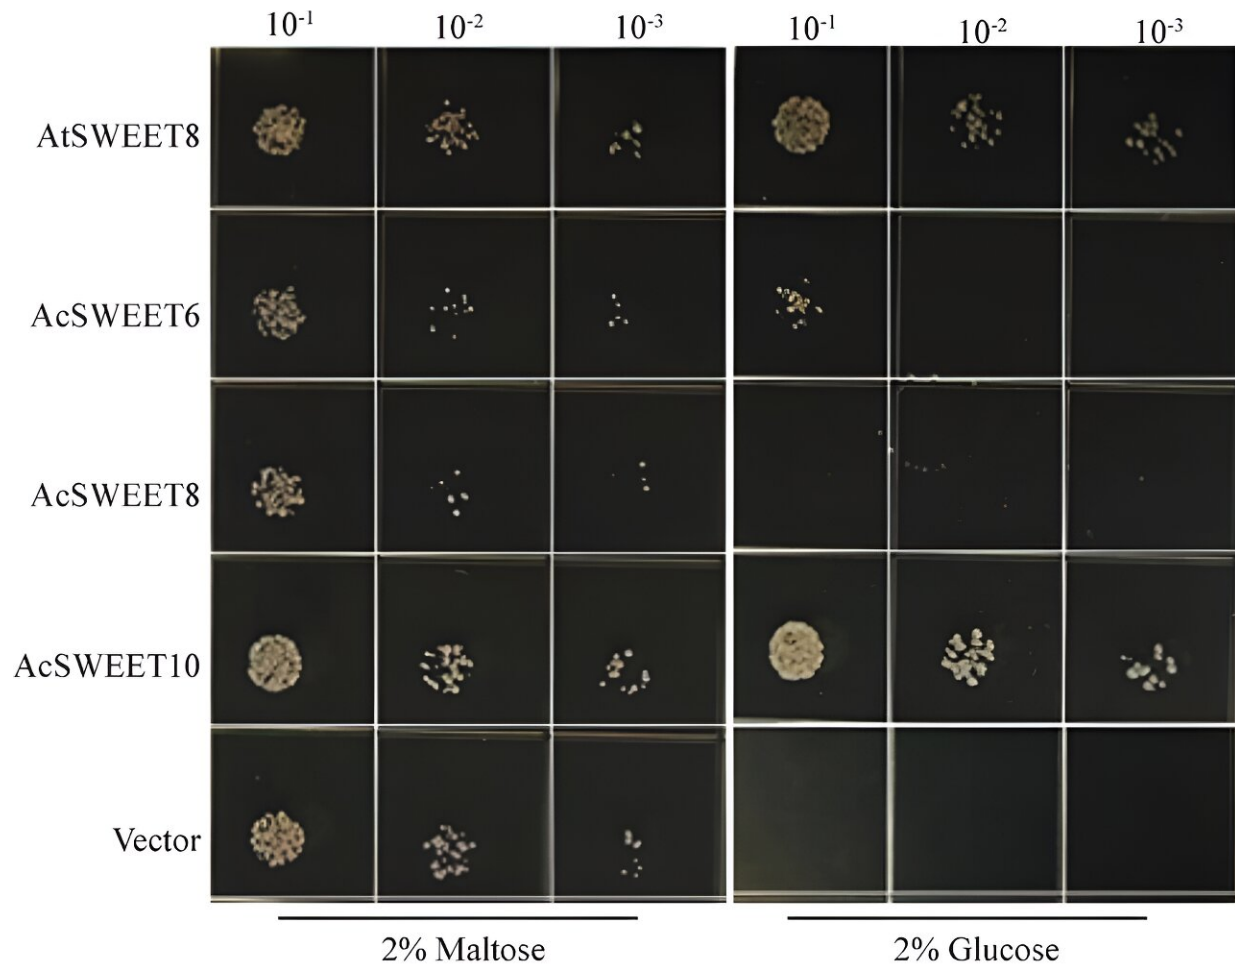 10-1 10-2 10-3 10-1 10-2 10-3
AtSWEET8
AcSWEET6
AcSWEET8
AcSWEET10
Vector
2% Maltose 2% Glucose